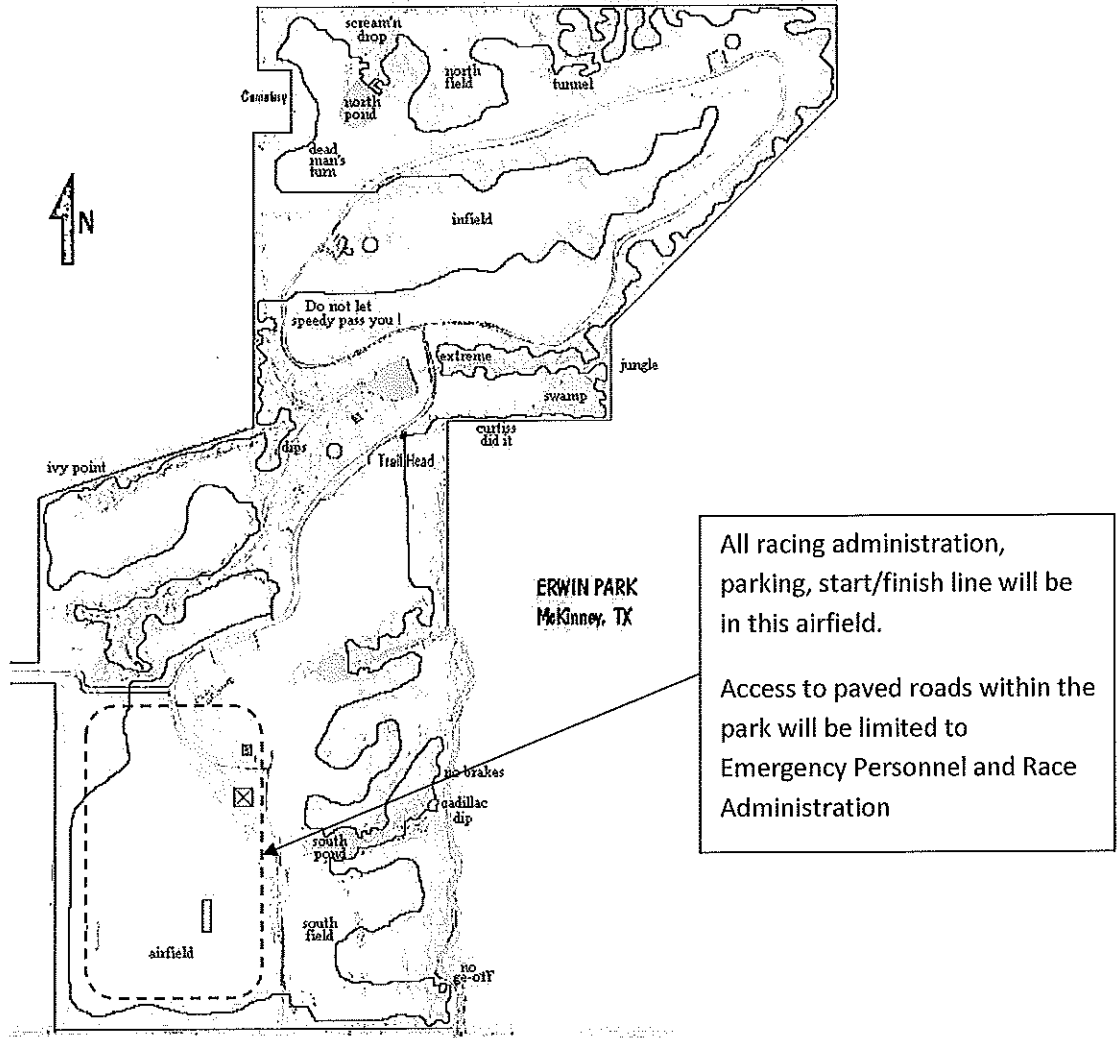 scream'n
drop
north
field
tunnel
Cemetery
north
pond
dead
man's
turn
N
infield
Do not let
speedy pass you !
extreme
jungle
swamp
curtiss
did it
dips
Trail Head
ivy point
ERWIN PARK
McKinney, TX
All racing administration,
parking, start/finish line will be
in this airfield.
Access to paved roads within the
park will be limited to
Emergency Personnel and Race
Administration
no brakes
cadillac
dip
south
pond
south
field
airfield
no
ge-off